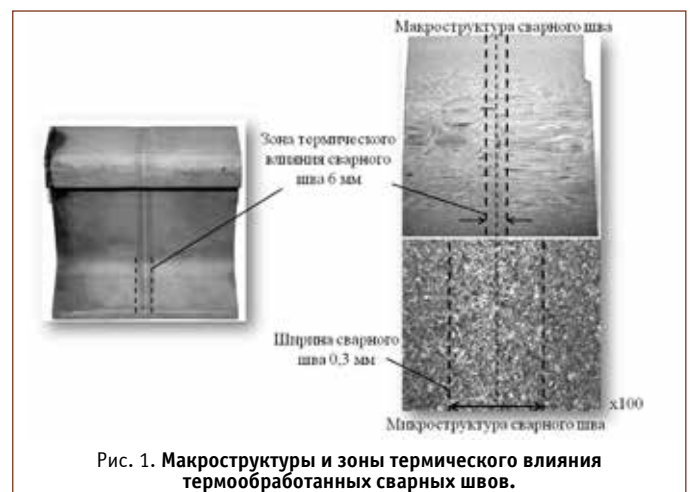 Макроструктура сварного шва
Зона термического
влияния сварного
шва 6 мм
Ширина сварного
шва 0,3 мм
x100
Микроструктура сварного шва
Рис. 1. Макроструктуры и зоны термического влияния
термообработанных сварных швов.